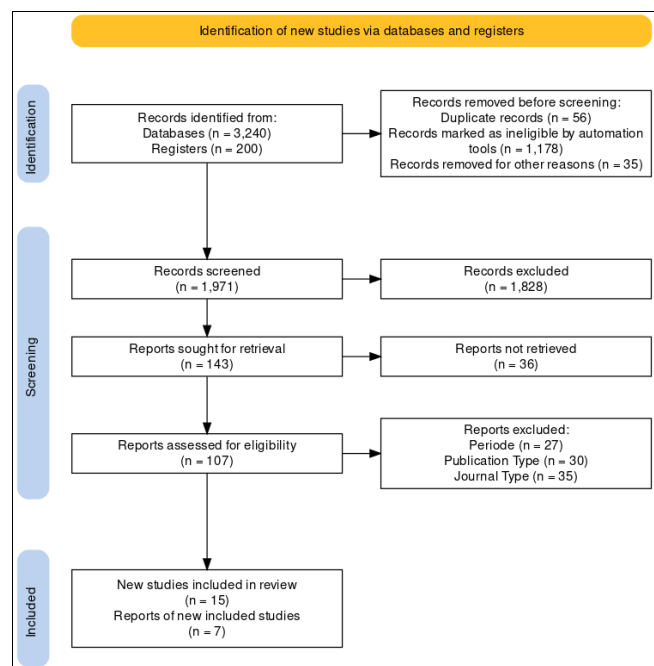 Identification of new studies via databases and registers
Identification
Records identified from:
Databases (n = 3,240)
Registers (n = 200)
Records removed before screening:
Duplicate records (n = 56)
Records marked as ineligible by automation
tools (n = 1,178)
Records removed for other reasons (n = 35)
Screening
Records screened
(n = 1,971)
Records excluded
(n = 1,828)
Reports sought for retrieval
(n = 143)
Reports not retrieved
(n = 36)
Reports assessed for eligibility
(n = 107)
Reports excluded:
Periode (n = 27)
Publication Type (n = 30)
Journal Type (n = 35)
Included
New studies included in review
(n = 15)
Reports of new included studies
(n = 7)